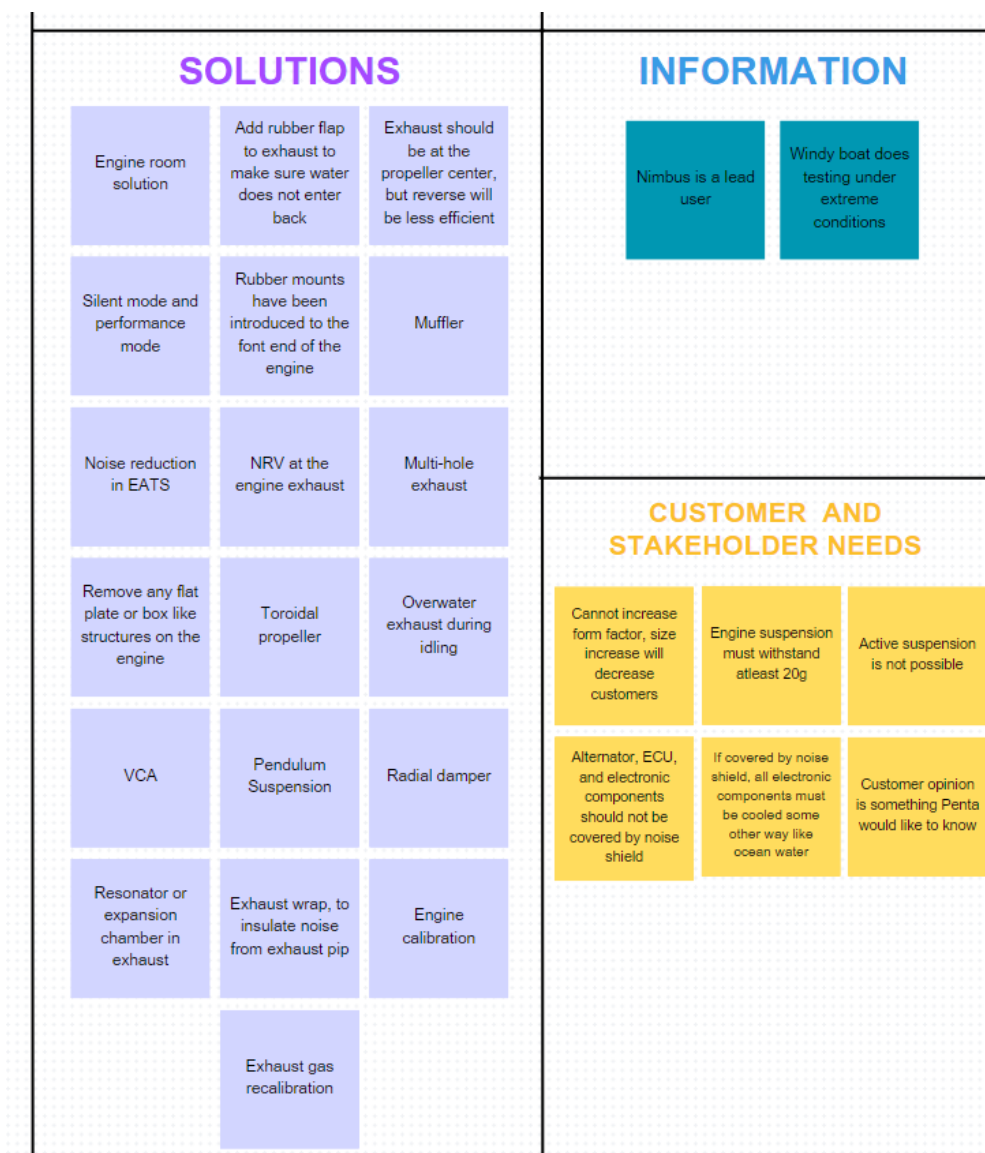 SOLUTIONS
Engine room
solution
Add rubber flap
to exhaust to
make sure water
does not enter
back
Exhaust should
be at the
propeller center,
but reverse will
be less efficient
Silent mode and
performance
mode
Rubber mounts
have been
introduced to the
font end of the
engine
Muffler
Noise reduction
in EATS
NRV at the
engine exhaust
Multi-hole
exhaust
Remove any flat
plate or box like
structures on the
engine
Toroidal
propeller
Overwater
exhaust during
idling
VCA
Pendulum
Suspension
Radial damper
Resonator or
expansion
chamber in
exhaust
Exhaust wrap, to
insulate noise
from exhaust pip
Engine
calibration
Exhaust gas
recalibration
INFORMATION
Nimbus is a lead
user
Windy boat does
testing under
extreme
conditions
CUSTOMER AND
STAKEHOLDER NEEDS
Cannot increase
form factor, size
increase will
decrease
customers
Engine suspension
must withstand
atleast 20g
Active suspension
is not possible
Alternator, ECU,
and electronic
components
should not be
covered by noise
shield
If covered by noise
shield, all electronic
components must
be cooled some
other way like
ocean water
Customer opinion
is something Penta
would like to know